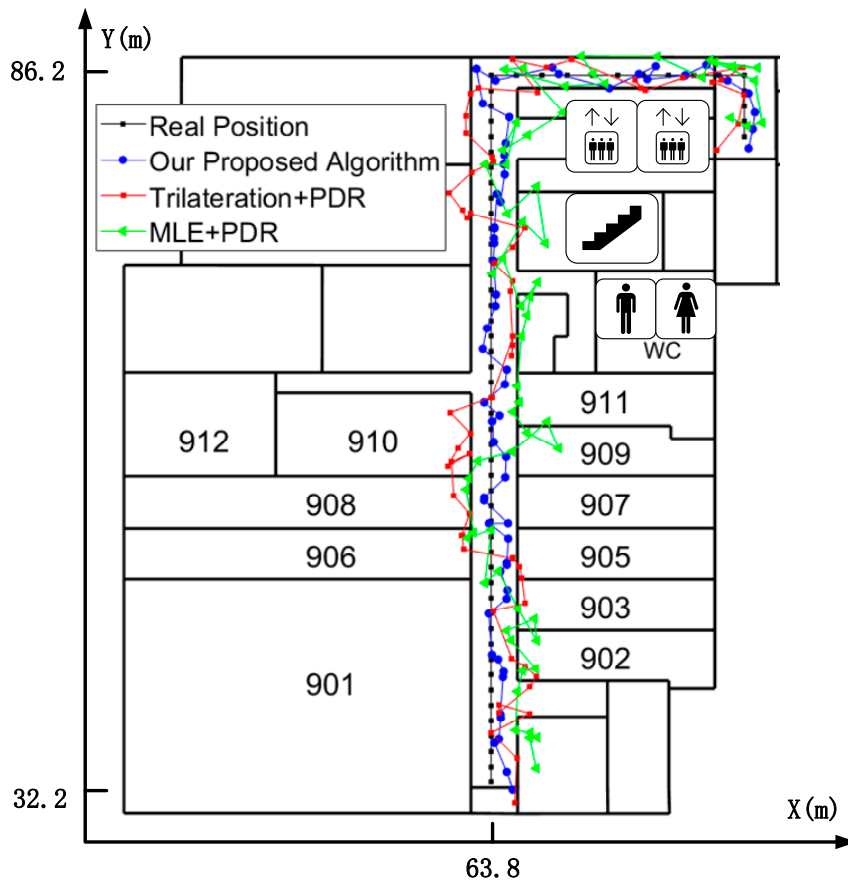 Y(m)
86.2
Real Position
Our Proposed Algorithm
Trilateration+PDR
MLE+PDR
WC
911
912
910
909
908
907
906
905
903
902
901
32.2
X(m)
63.8